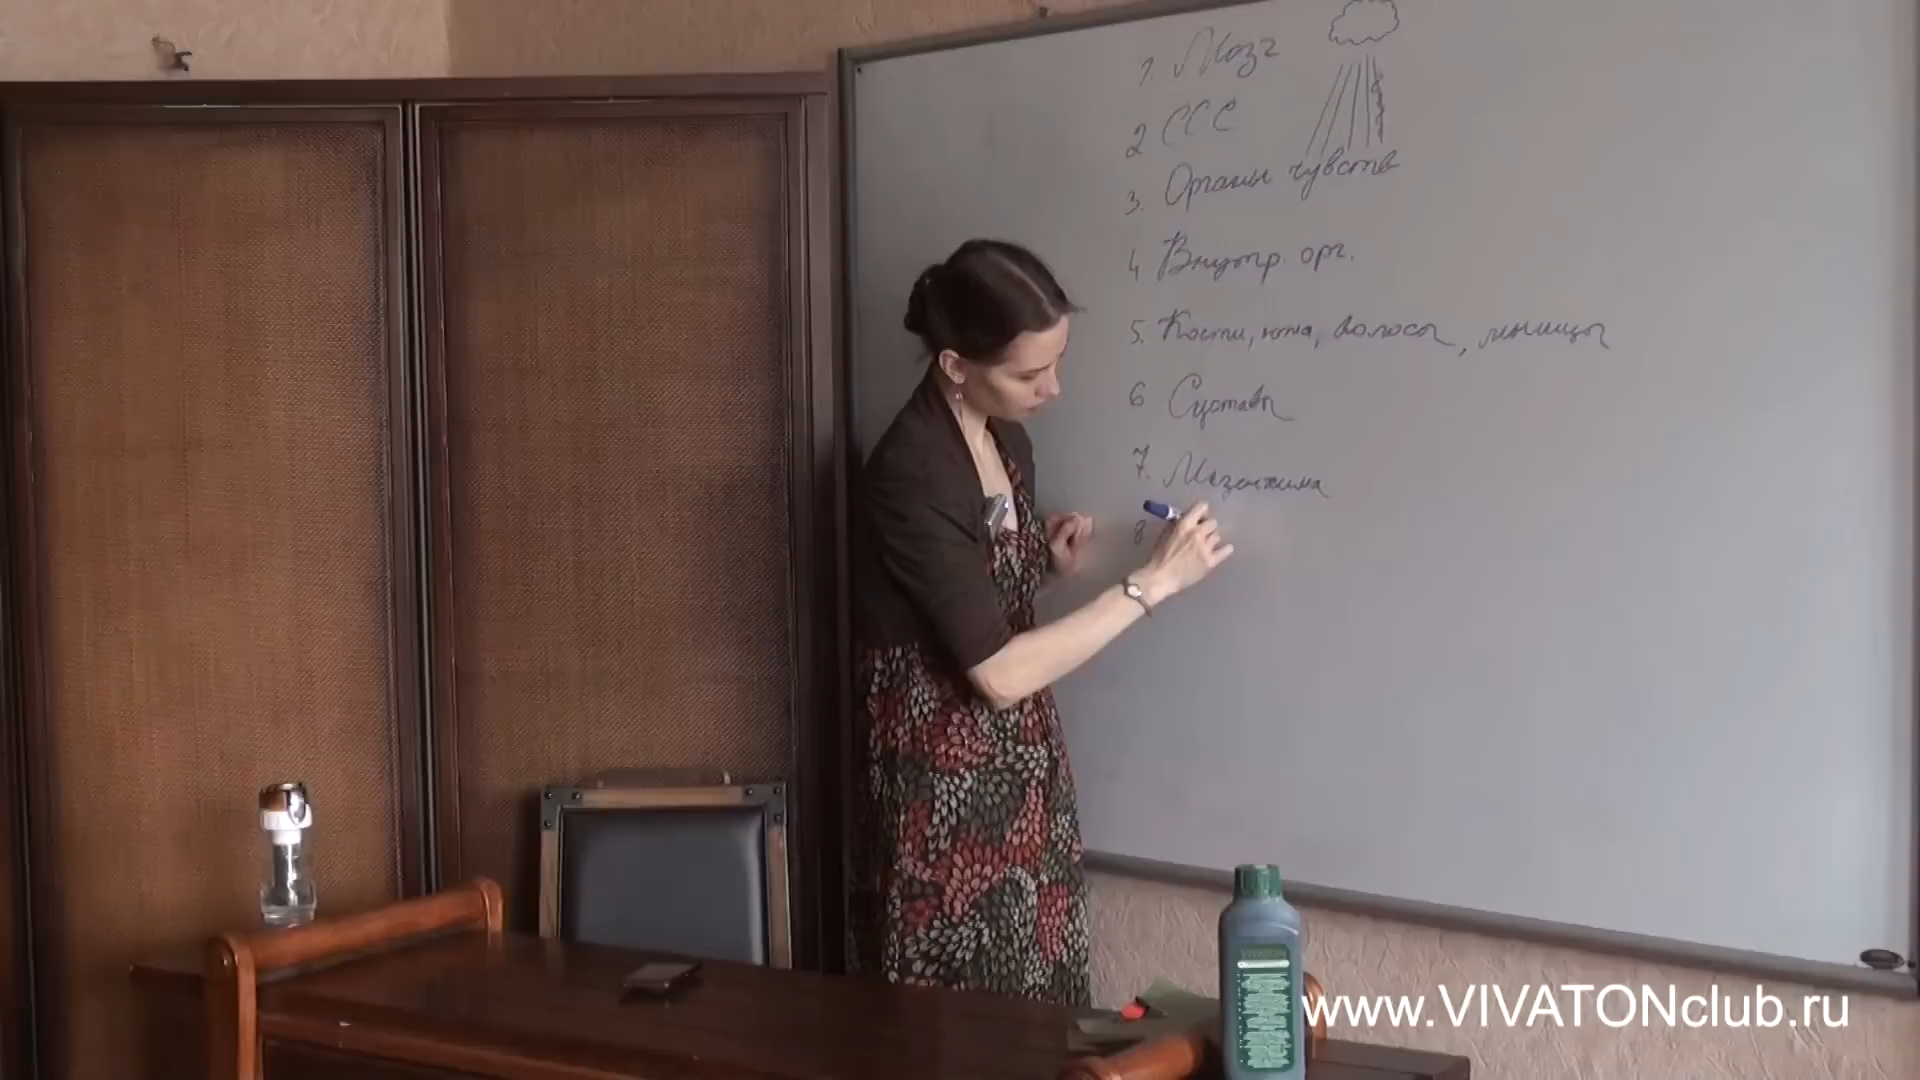 1. Мозг
2 ССС
3. Органы чувств
4 Внутр. орг.
5. Кости, кожа, волосы, мышцы
6 Суставы
7. Мезенхима
8
www.VIVATONclub.ru